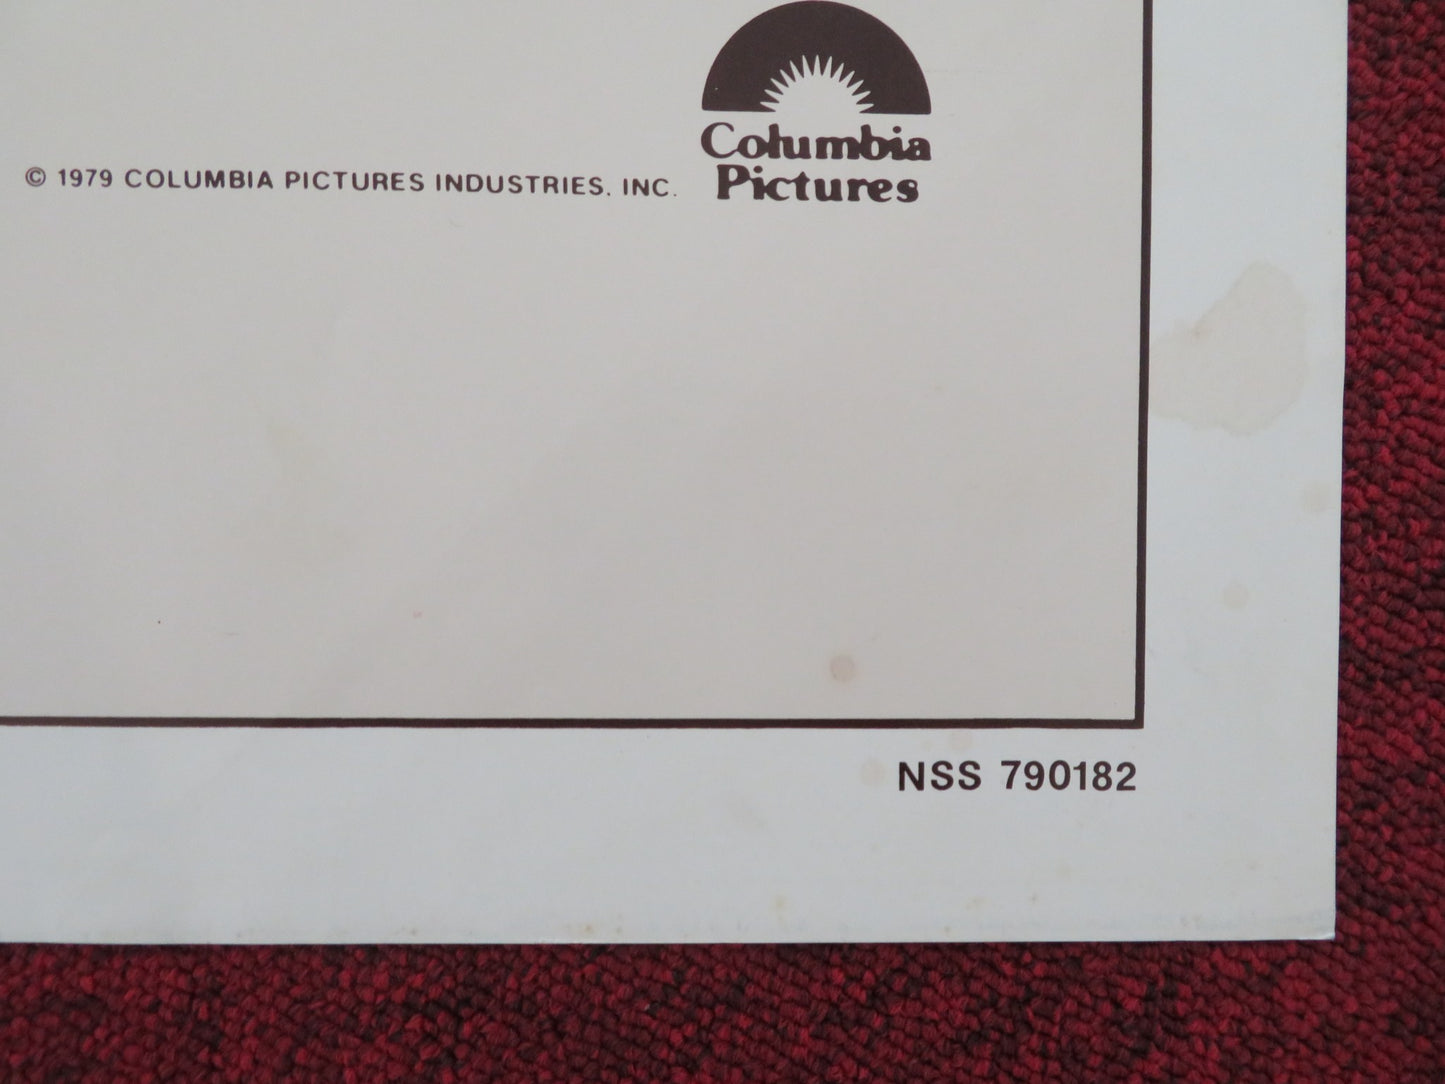 Columbia
Pictures
© 1979 COLUMBIA PICTURES INDUSTRIES, INC.
NSS 790182